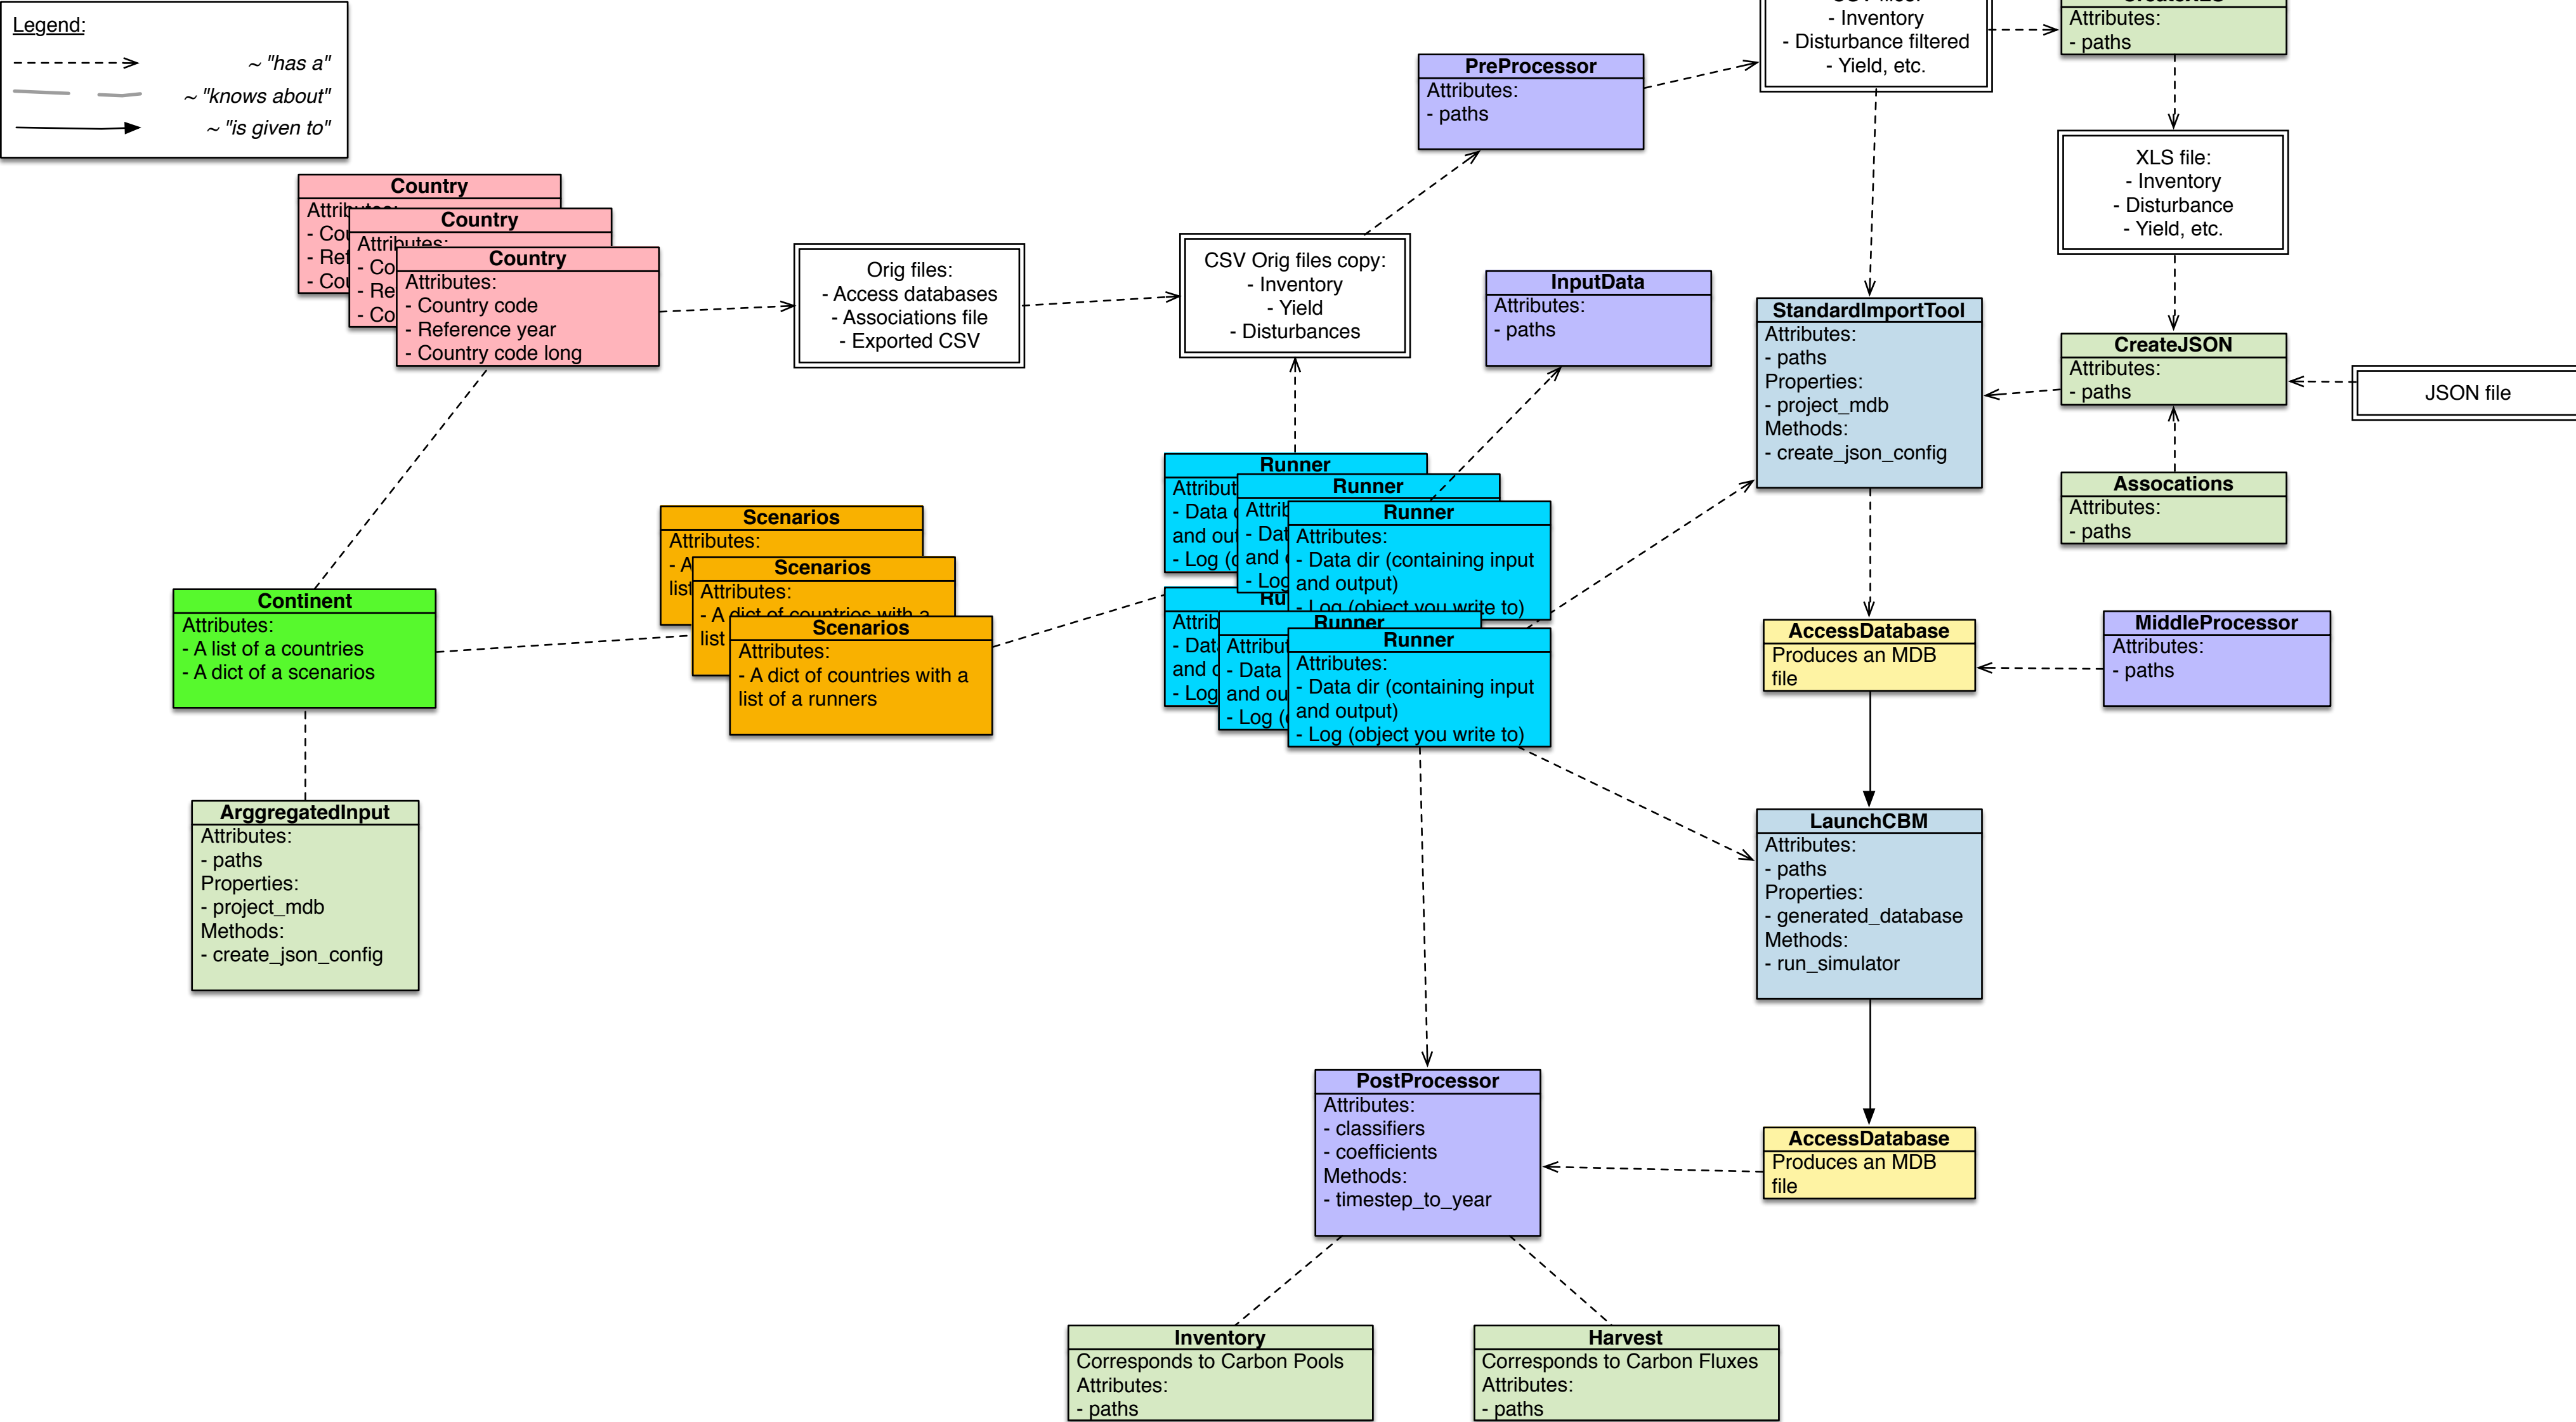 Legend:
~ "has a"
~ "knows about"
~ "is given to"
- Inventory
- Disturbance filtered
- Yield, etc.
Attributes:
- paths
PreProcessor
Attributes:
- paths
XLS file:
- Inventory
- Disturbance
- Yield, etc.
Country
Country
Attributes:
Country
Attributes:
- Country code
- Reference year
- Country code long
Orig files:
- Access databases
- Associations file
- Exported CSV
CSV Orig files copy:
- Inventory
- Yield
- Disturbances
InputData
Attributes:
- paths
StandardImportTool
Attributes:
- paths
Properties:
- project_mdb
Methods:
- create_json_config
CreateJSON
Attributes:
- paths
JSON file
Assocations
Attributes:
- paths
Runner
Runner
Runner
Attributes:
- Data dir (containing input
and output)
- Log (object you write to)
Runner
Runner
Attributes:
- Data dir (containing input
and output)
- Log (object you write to)
Scenarios
Attributes:
Scenarios
Attributes:
- A dict of countries with a
list
Scenarios
Attributes:
- A dict of countries with a
list of a runners
Continent
Attributes:
- A list of a countries
- A dict of a scenarios
AccessDatabase
Produces an MDB
file
MiddleProcessor
Attributes:
- paths
ArggregatedInput
Attributes:
- paths
Properties:
- project_mdb
Methods:
- create_json_config
LaunchCBM
Attributes:
- paths
Properties:
- generated_database
Methods:
- run_simulator
PostProcessor
Attributes:
- classifiers
- coefficients
Methods:
- timestep_to_year
AccessDatabase
Produces an MDB
file
Inventory
Corresponds to Carbon Pools
Attributes:
- paths
Harvest
Corresponds to Carbon Fluxes
Attributes:
- paths